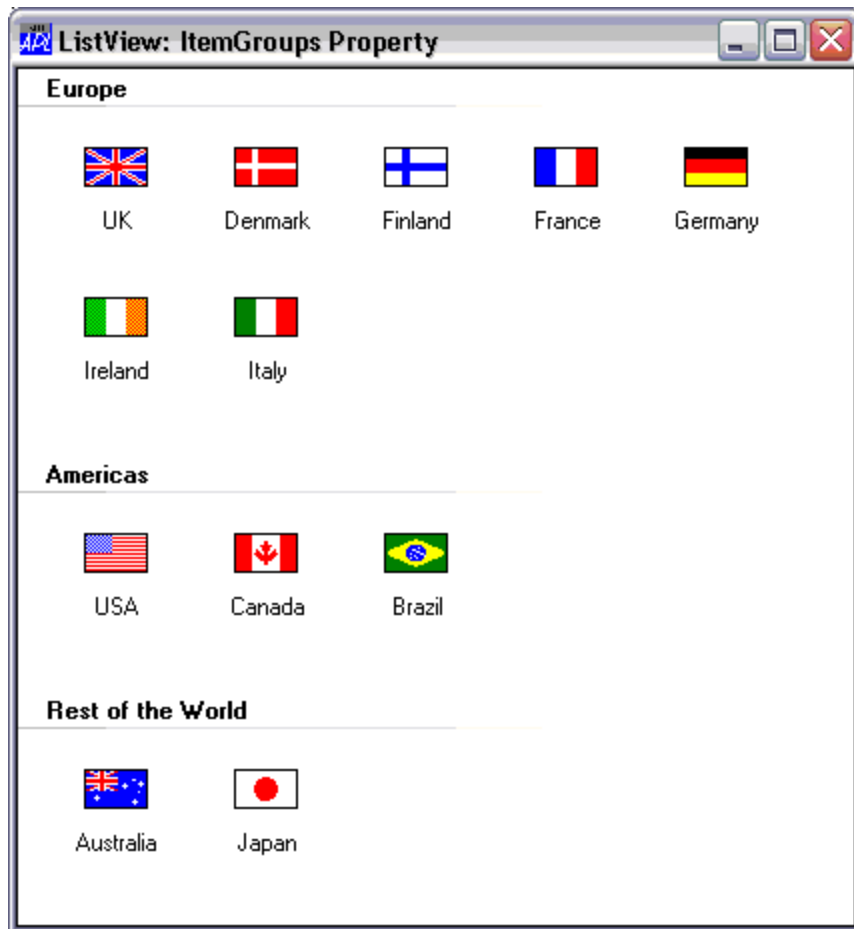 ListView: ItemGroups Property
Europe
UK Denmark Finland France Germany
Ireland Italy
Americas
USA Canada Brazil
Rest of the World
Australia Japan